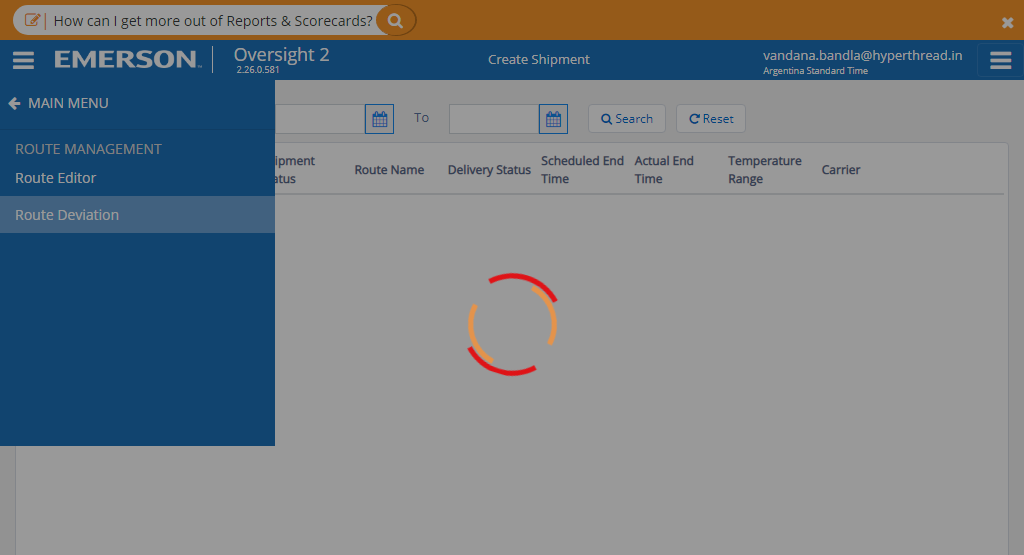 How can I get more out of Reports & Scorecards?
EMERSON
Oversight 2
2.26.0.581
Create Shipment
vandana.bandla@hyperthread.in
Argentina Standard Time
MAIN MENU
To
Search
Reset
ROUTE MANAGEMENT
Route Editor
Route Deviation
Route Name
Delivery Status
Scheduled End
Time
Actual End
Time
Temperature
Range
Carrier